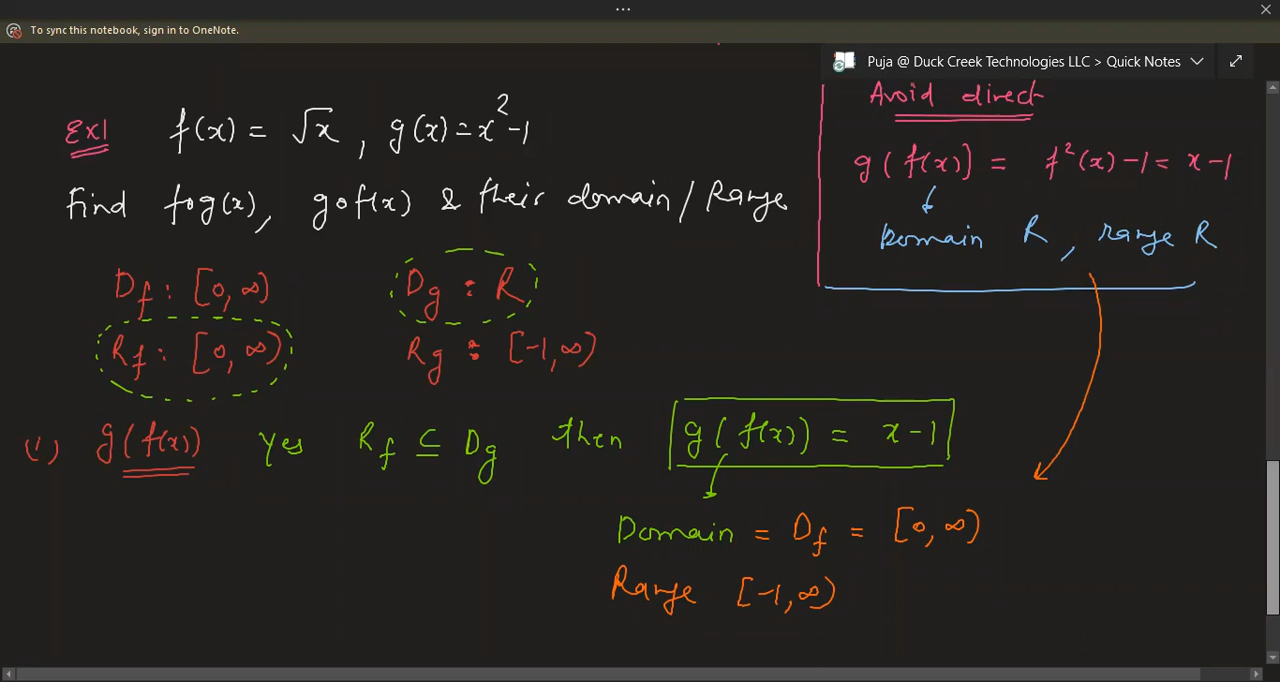 ...
To sync this notebook, sign in to OneNote.
Puja @ Duck Creek Technologies LLC > Quick Notes
Avoid direct
g(f(x)] = f²(x)-1 = x-1
Domain R, range R
Ex1 f(x) = √x, g(x) = x²-1
Find fog(x), gof(x) & their domain/Range
Df : [0, ∞) Dg : R
Rf : [0, ∞) Rg : [-1, ∞)
(1) g(f(x)) Yes Rf ⊆ Dg then g(f(x)) = x-1
Domain = Df = [0, ∞)
Range [-1, ∞)